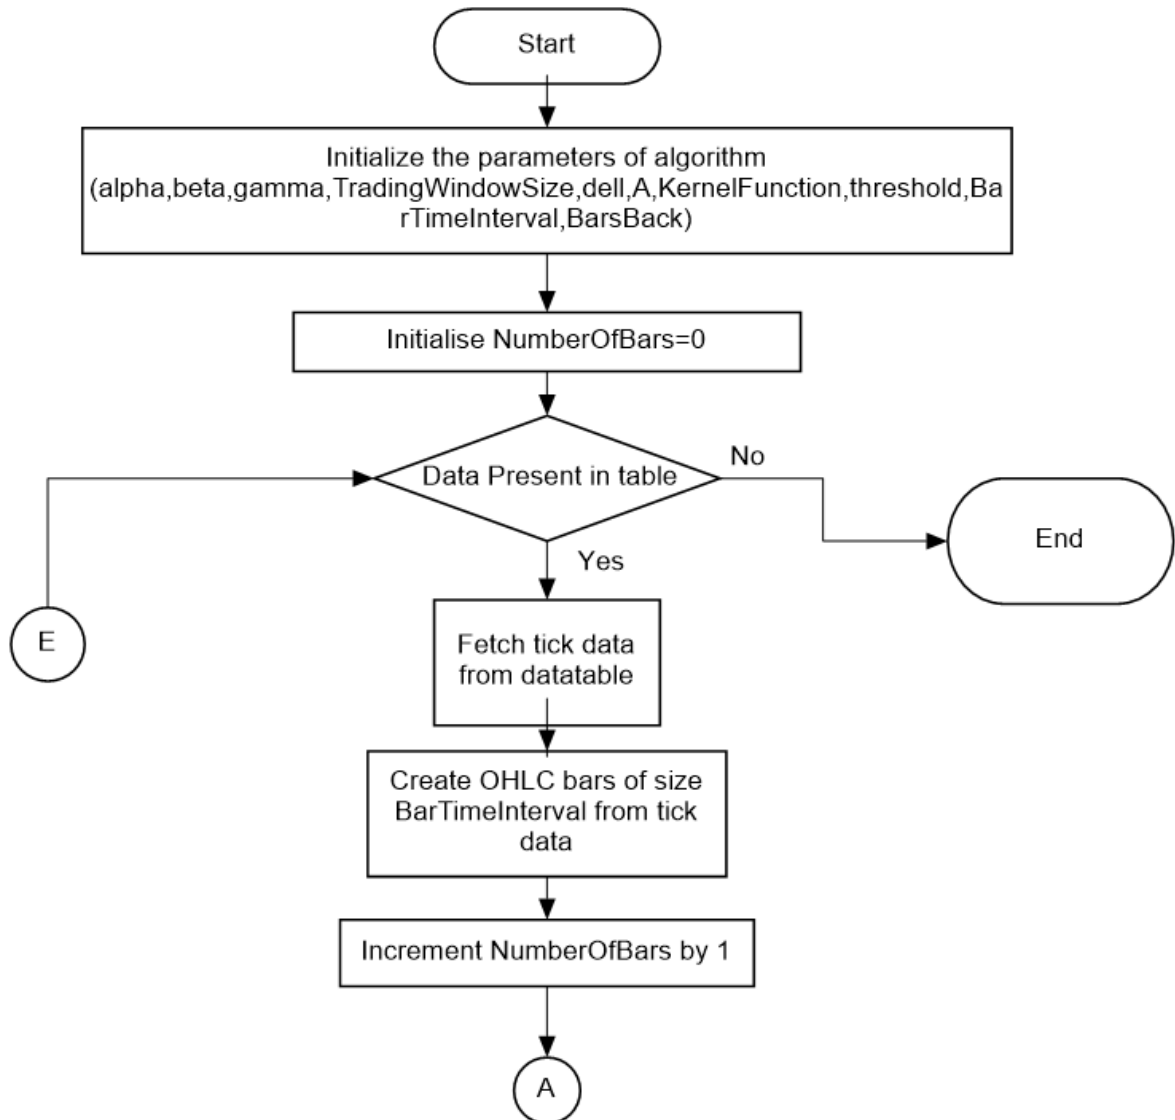 Start
Initialize the parameters of algorithm
(alpha,beta,gamma,TradingWindowSize,dell,A,KernelFunction,threshold,Ba
rTimeInterval,BarsBack)
Initialise NumberOfBars=0
Data Present in table
No
End
Yes
Fetch tick data
from datatable
E
Create OHLC bars of size
BarTimeInterval from tick
data
Increment NumberOfBars by 1
A